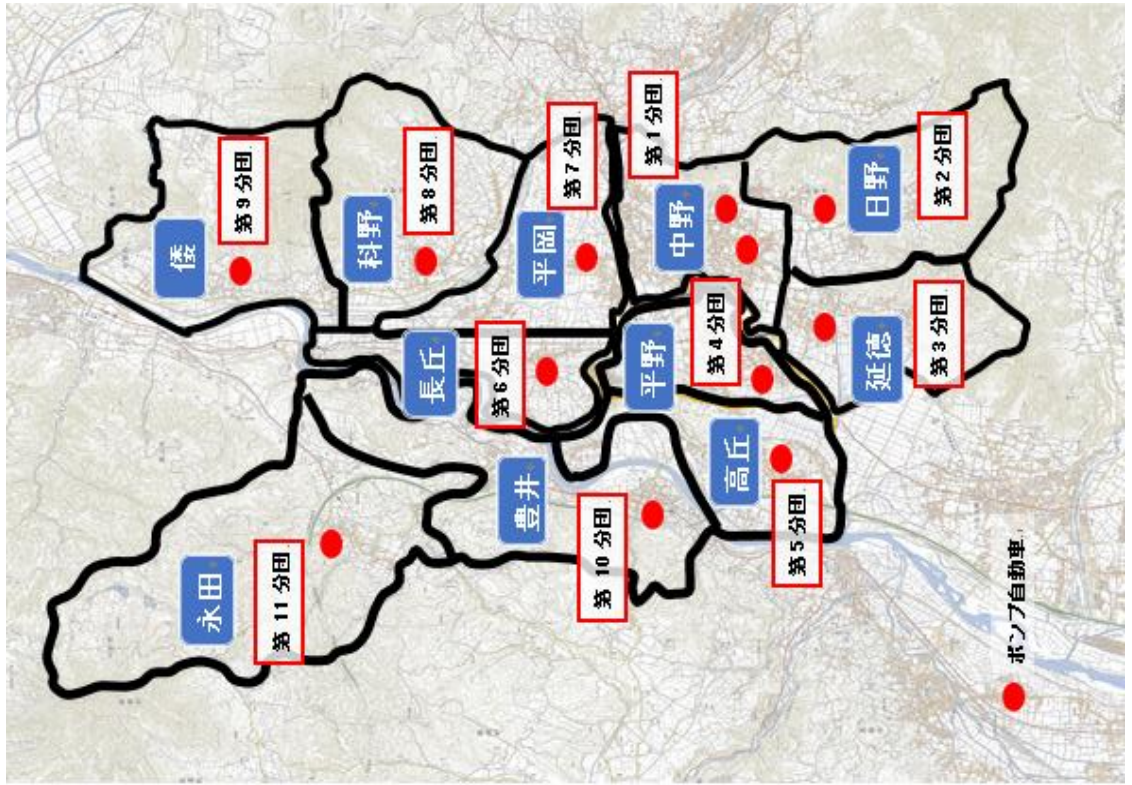 倭
第9分団
科野
第8分団
平岡
第7分団
第1分団
中野
日野
第2分団
長丘
第6分団
平野
第4分団
延徳
第3分団
永田
第11分団
豊井
第10分団
高丘
第5分団
ポンプ自動車